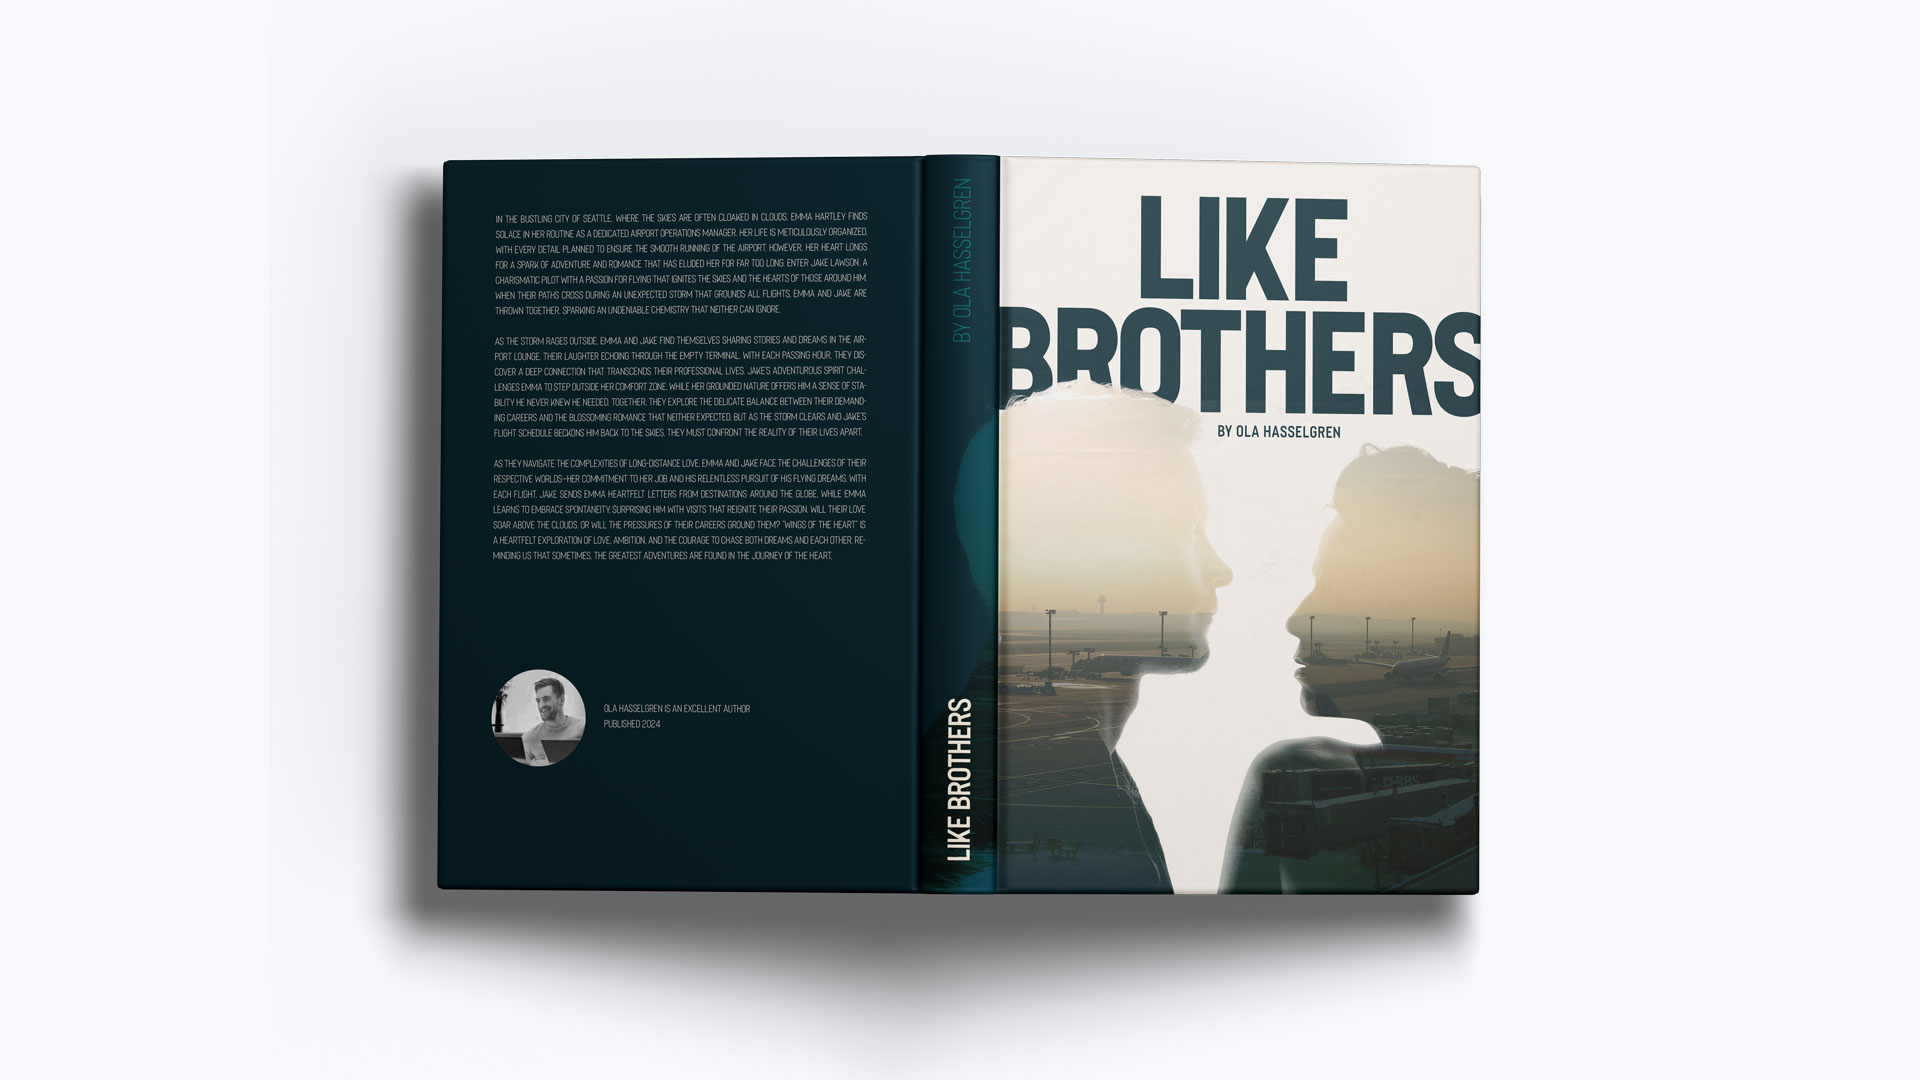 IN THE BUSTLING CITY OF SEATTLE, WHERE THE SKIES ARE OFTEN CLOAKED IN CLOUDS, EMMA HARTLEY FINDS
SOLACE IN HER ROUTINE AS A DEDICATED AIRPORT OPERATIONS MANAGER. HER LIFE IS METICULOUSLY ORGANIZED,
WITH EVERY DETAIL PLANNED TO ENSURE THE SMOOTH RUNNING OF THE AIRPORT. HOWEVER, HER HEART LONGS
FOR A SPARK OF ADVENTURE AND ROMANCE THAT HAS ELUDED HER FOR FAR TOO LONG. ENTER JAKE LAWSON, A
CHARISMATIC PILOT WITH A PASSION FOR FLYING THAT IGNITES THE SKIES AND THE HEARTS OF THOSE AROUND HIM.
WHEN THEIR PATHS CROSS DURING AN UNEXPECTED STORM THAT GROUNDS ALL FLIGHTS, EMMA AND JAKE ARE
THROWN TOGETHER, SPARKING AN UNDENIABLE CHEMISTRY THAT NEITHER CAN IGNORE.
AS THE STORM RAGES OUTSIDE, EMMA AND JAKE FIND THEMSELVES SHARING STORIES AND DREAMS IN THE AIR-
PORT LOUNGE, THEIR LAUGHTER ECHOING THROUGH THE EMPTY TERMINAL. WITH EACH PASSING HOUR, THEY DIS-
COVER A DEEP CONNECTION THAT TRANSCENDS THEIR PROFESSIONAL LIVES. JAKE'S ADVENTUROUS SPIRIT CHAL-
LENGES EMMA TO STEP OUTSIDE HER COMFORT ZONE, WHILE HER GROUNDED NATURE OFFERS HIM A SENSE OF STA-
BILITY HE NEVER KNEW HE NEEDED. TOGETHER, THEY EXPLORE THE DELICATE BALANCE BETWEEN THEIR DEMAND-
ING CAREERS AND THE BLOSSOMING ROMANCE THAT NEITHER EXPECTED. BUT AS THE STORM CLEARS AND JAKE'S
FLIGHT SCHEDULE BECKONS HIM BACK TO THE SKIES, THEY MUST CONFRONT THE REALITY OF THEIR LIVES APART.
AS THEY NAVIGATE THE COMPLEXITIES OF LONG-DISTANCE LOVE, EMMA AND JAKE FACE THE CHALLENGES OF THEIR
RESPECTIVE WORLDS—HER COMMITMENT TO HER JOB AND HIS RELENTLESS PURSUIT OF HIS FLYING DREAMS. WITH
EACH FLIGHT, JAKE SENDS EMMA HEARTFELT LETTERS FROM DESTINATIONS AROUND THE GLOBE, WHILE EMMA
LEARNS TO EMBRACE SPONTANEITY, SURPRISING HIM WITH VISITS THAT REIGNITE THEIR PASSION. WILL THEIR LOVE
SOAR ABOVE THE CLOUDS, OR WILL THE PRESSURES OF THEIR CAREERS GROUND THEM? "WINGS OF THE HEART" IS
A HEARTFELT EXPLORATION OF LOVE, AMBITION, AND THE COURAGE TO CHASE BOTH DREAMS AND EACH OTHER, RE-
MINDING US THAT SOMETIMES, THE GREATEST ADVENTURES ARE FOUND IN THE JOURNEY OF THE HEART.
OLA HASSELGREN IS AN EXCELLENT AUTHOR
PUBLISHED 2024
BY OLA HASSELGREN
LIKE BROTHERS
LIKE
BROTHERS
BY OLA HASSELGREN
RBS